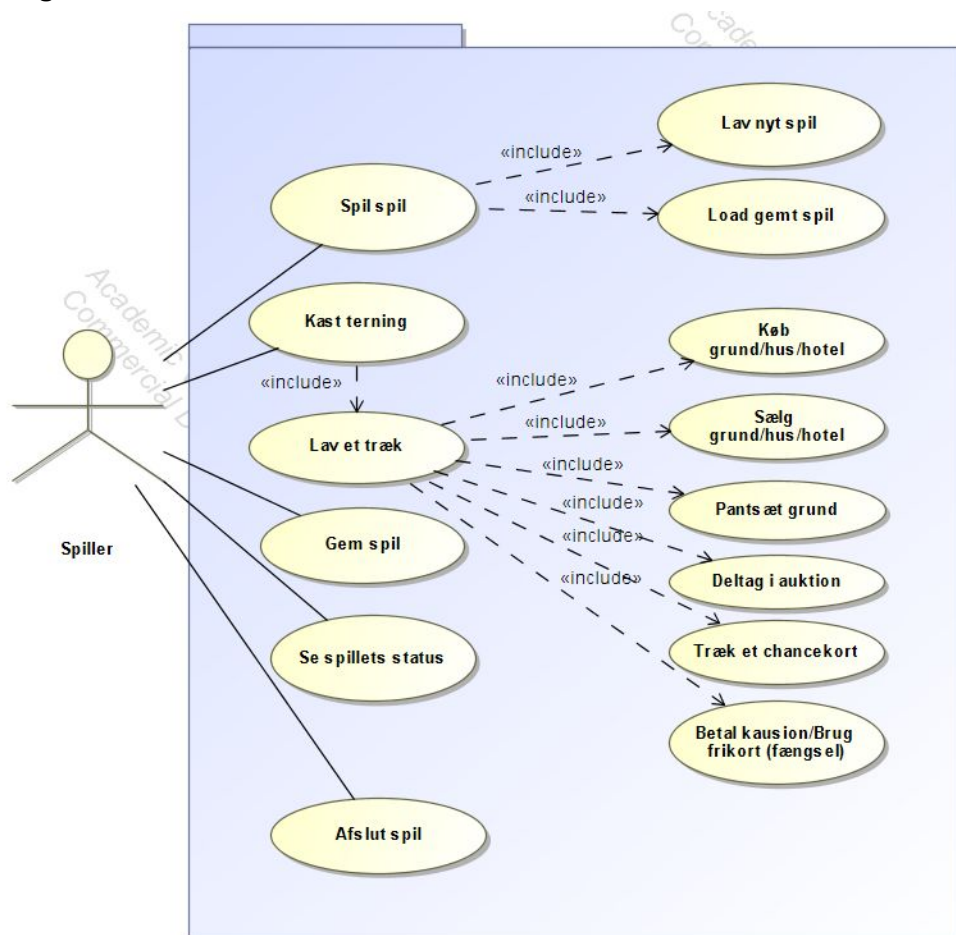 Lav nyt spil
«include»
Spil spil
«include»
Load gemt spil
Academic
Commercial D
Kast terning
Køb
grund/hus/hotel
«include»
«include»
Sælg
grund/hus/hotel
«include»
Lav et træk
«include»
Pantsæt grund
«include»
Spiller
Gem spil
«include»
Deltag i auktion
«include»
Træk et chancekort
Se spillets status
Betal kausion/Brug
frikort (fængsel)
Afslut spil